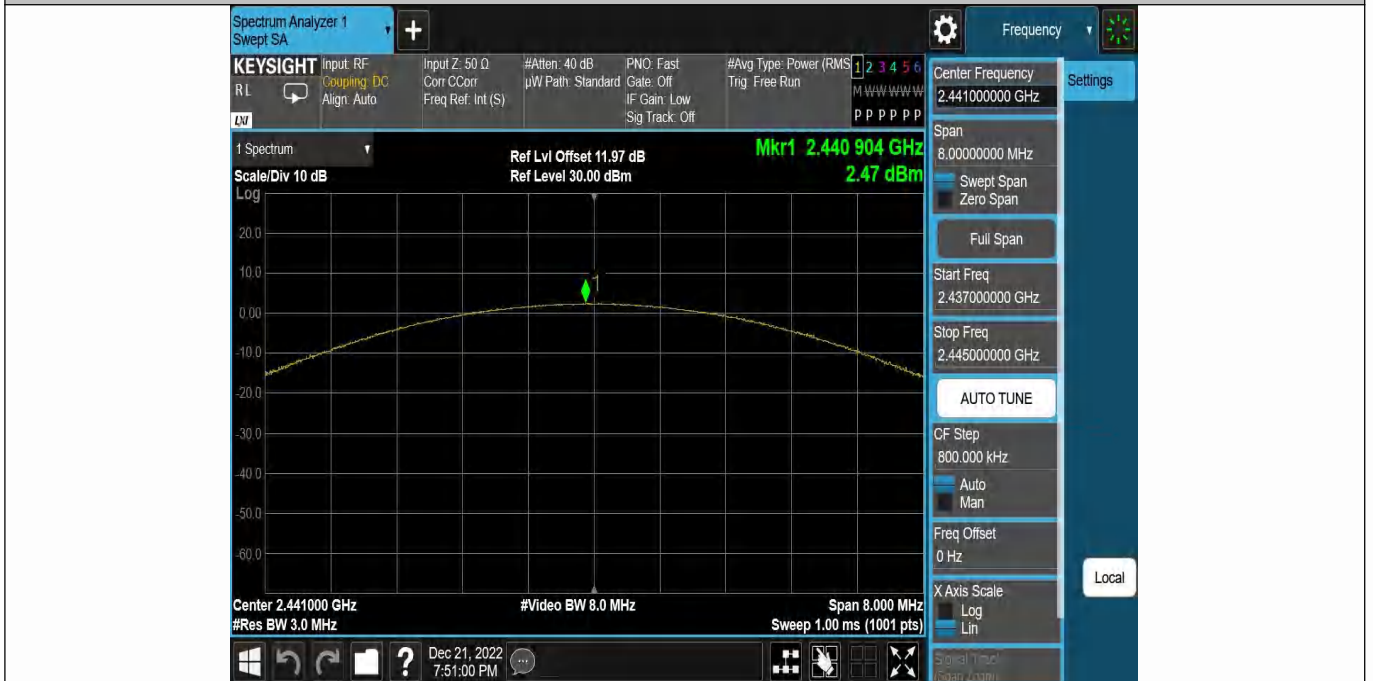 Spectrum Analyzer 1
Swept SA
+
Frequency
KEYSIGHT
RL
LXI
Input: RF
Coupling: DC
Align: Auto
Input Z: 50 Ω
Corr CCorr
Freq Ref: Int (S)
#Atten: 40 dB
µW Path: Standard
PNO: Fast
Gate: Off
IF Gain: Low
Sig Track: Off
#Avg Type: Power (RMS
Trig: Free Run
1 2 3 4 5 6
M W W W W W
P P P P P P
Center Frequency
2.441000000 GHz
Settings
Span
8.00000000 MHz
Swept Span
Zero Span
Full Span
Start Freq
2.437000000 GHz
Stop Freq
2.445000000 GHz
AUTO TUNE
CF Step
800.000 kHz
Auto
Man
Freq Offset
0 Hz
X Axis Scale
Log
Lin
Signal Track
(Span Zoom)
Local
1 Spectrum
Scale/Div 10 dB
Log
Ref Lvl Offset 11.97 dB
Ref Level 30.00 dBm
Mkr1 2.440 904 GHz
2.47 dBm
20.0
10.0
1
0.00
-10.0
-20.0
-30.0
-40.0
-50.0
-60.0
Center 2.441000 GHz
#Res BW 3.0 MHz
#Video BW 8.0 MHz
Span 8.000 MHz
Sweep 1.00 ms (1001 pts)
?
Dec 21, 2022
7:51:00 PM